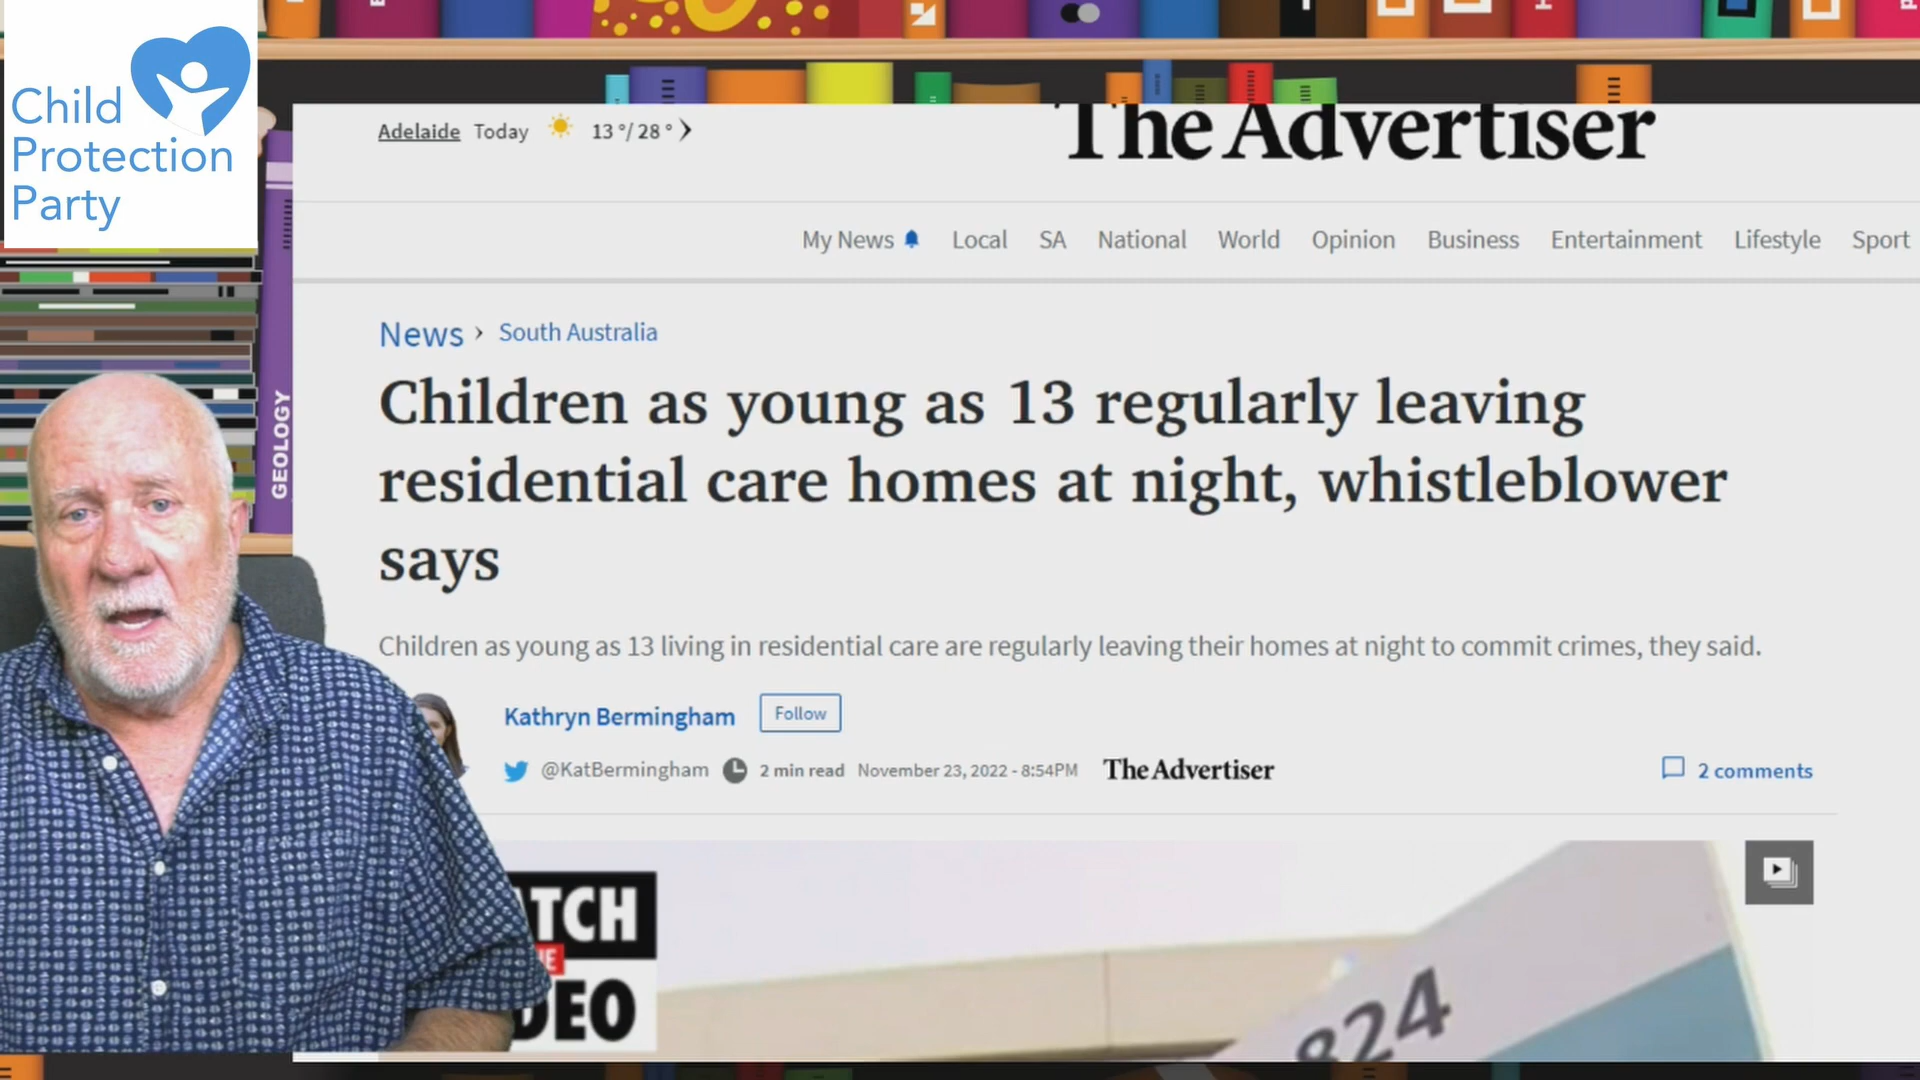 Child
Protection
Party
GEOLOGY
Adelaide Today 13°/ 28°
The Advertiser
My News Local SA National World Opinion Business Entertainment Lifestyle Sport
News › South Australia
Children as young as 13 regularly leaving
residential care homes at night, whistleblower
says
Children as young as 13 living in residential care are regularly leaving their homes at night to commit crimes, they said.
Kathryn Bermingham Follow
@KatBermingham 2 min read November 23, 2022 - 8:54PM The Advertiser 2 comments
TCH
DEO
824